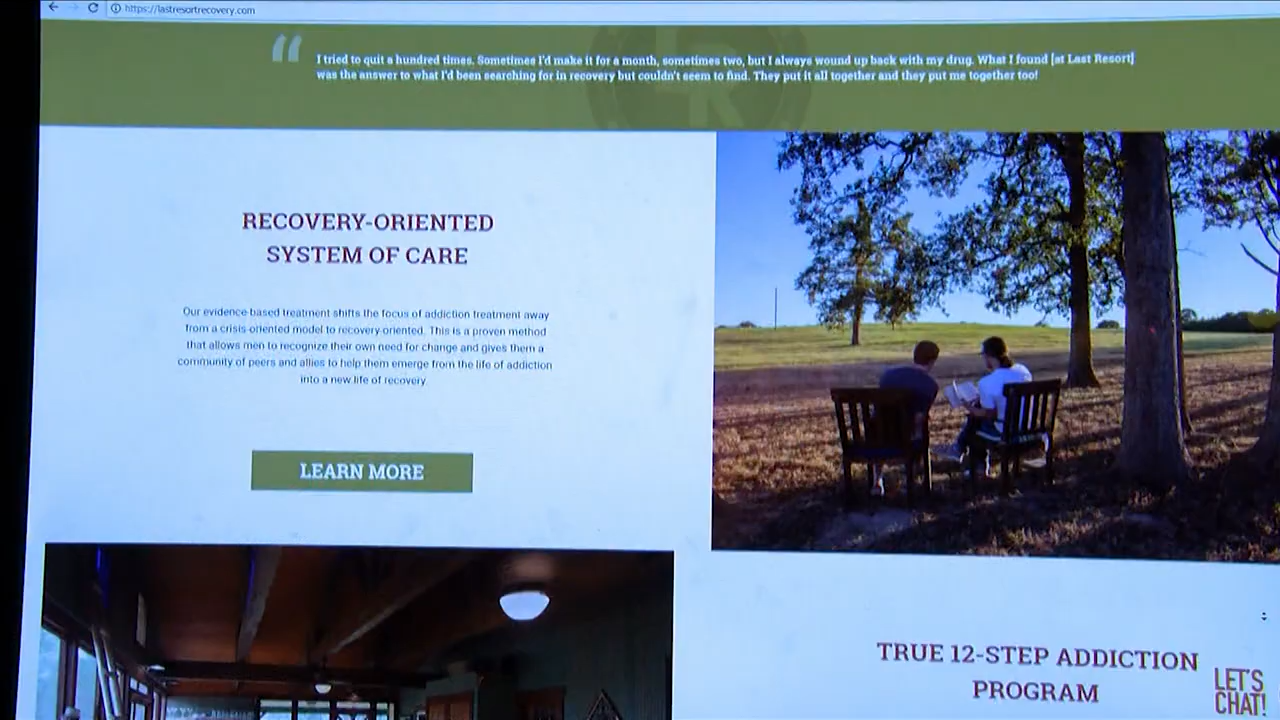 https://lastresortrecovery.com
I tried to quit a hundred times. Sometimes I'd make it for a month, sometimes two, but I always wound up back with my drug. What I found [at Last Resort]
was the answer to what I'd been searching for in recovery but couldn't seem to find. They put it all together and they put me together too!
LR
RECOVERY-ORIENTED
SYSTEM OF CARE
Our evidence-based treatment shifts the focus of addiction treatment away
from a crisis-oriented model to recovery-oriented. This is a proven method
that allows men to recognize their own need for change and gives them a
community of peers and allies to help them emerge from the life of addiction
into a new life of recovery.
LEARN MORE
TRUE 12-STEP ADDICTION
PROGRAM
LET'S
CHAT!